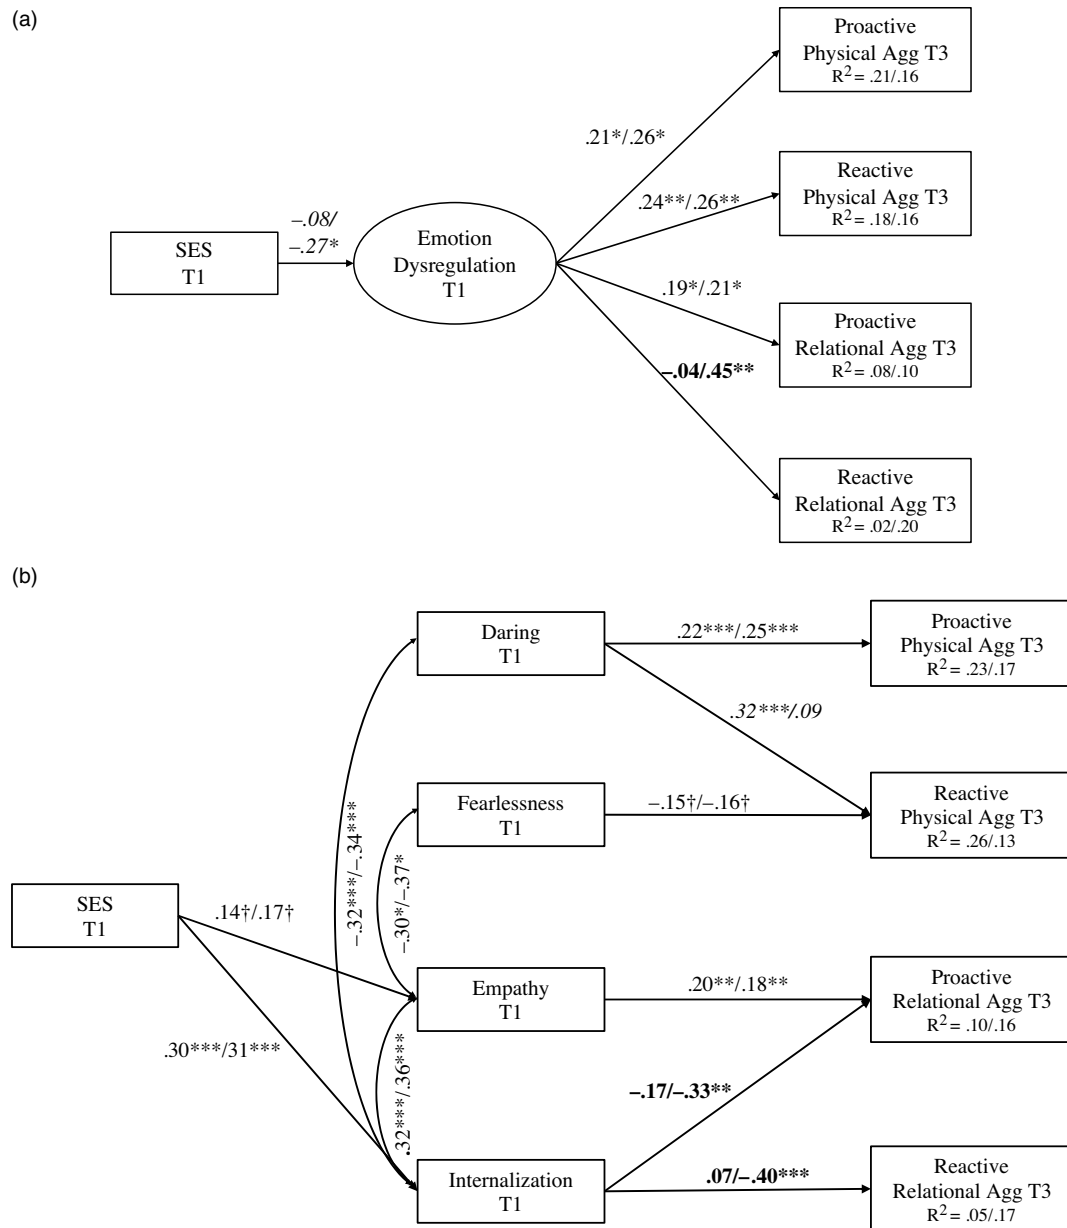 (a)
Proactive
Physical Agg T3
R² = .21/.16
.21*/.26*
Reactive
Physical Agg T3
R² = .18/.16
.24**/.26**
–.08/
–.27*
SES
T1
Emotion
Dysregulation
T1
.19*/.21*
Proactive
Relational Agg T3
R² = .08/.10
–.04/.45**
Reactive
Relational Agg T3
R² = .02/.20
(b)
Daring
T1
.22***/.25***
Proactive
Physical Agg T3
R² = .23/.17
.32***/.09
Fearlessness
T1
–.15†/–.16†
Reactive
Physical Agg T3
R² = .26/.13
–.32***/–.34***
–.30*/–.37*
SES
T1
.14†/.17†
Empathy
T1
.20**/.18**
Proactive
Relational Agg T3
R² = .10/.16
.30***/31***
.32***/.36***
–.17/–.33**
Internalization
T1
.07/–.40***
Reactive
Relational Agg T3
R² = .05/.17